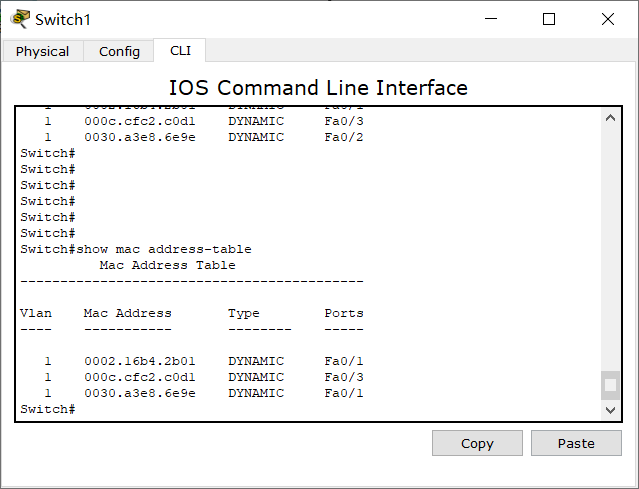 Switch1
Physical Config CLI
IOS Command Line Interface
1 0002.16b4.2b01 DYNAMIC Fa0/1
1 000c.cfc2.c0d1 DYNAMIC Fa0/3
1 0030.a3e8.6e9e DYNAMIC Fa0/2
Switch#
Switch#
Switch#
Switch#
Switch#
Switch#
Switch#show mac address-table
Mac Address Table
-------------------------------------------
Vlan Mac Address Type Ports
---- ----------- -------- -----
1 0002.16b4.2b01 DYNAMIC Fa0/1
1 000c.cfc2.c0d1 DYNAMIC Fa0/3
1 0030.a3e8.6e9e DYNAMIC Fa0/1
Switch#
Copy Paste